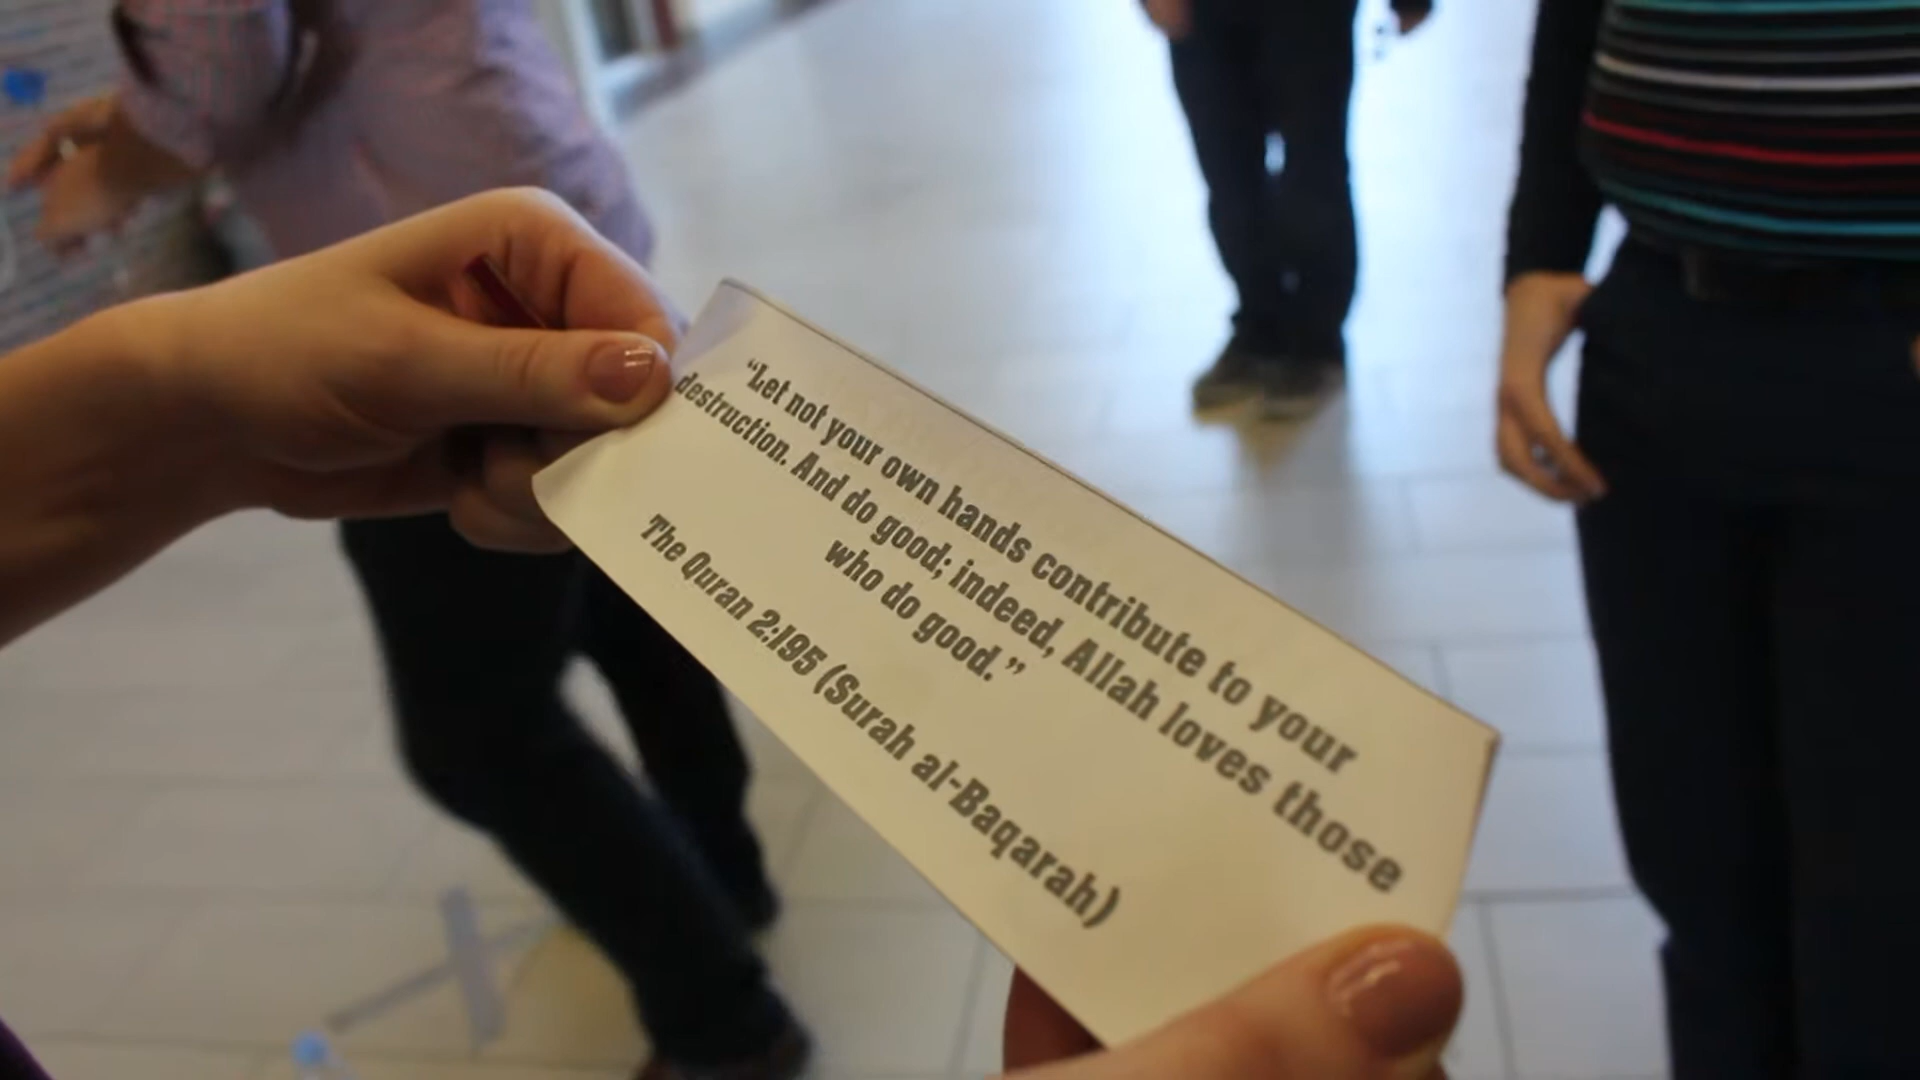 “Let not your own hands contribute to your
destruction. And do good; indeed, Allah loves those
who do good.”
The Quran 2:195 (Surah al-Baqarah)